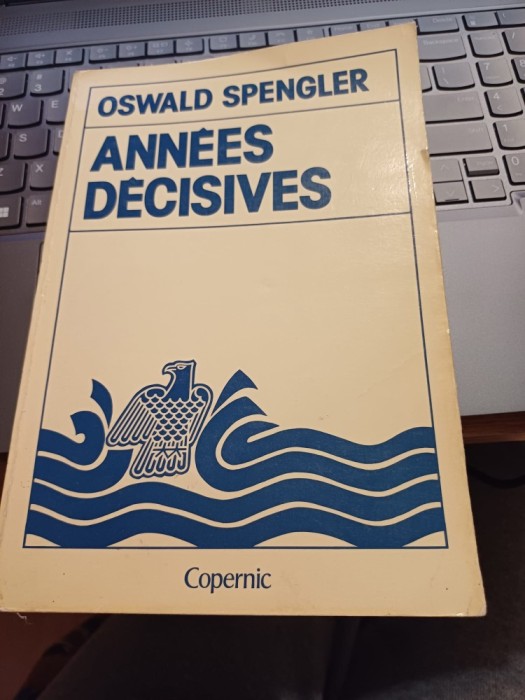 OSWALD SPENGLER
ANNÉES
DÉCISIVES
Copernic